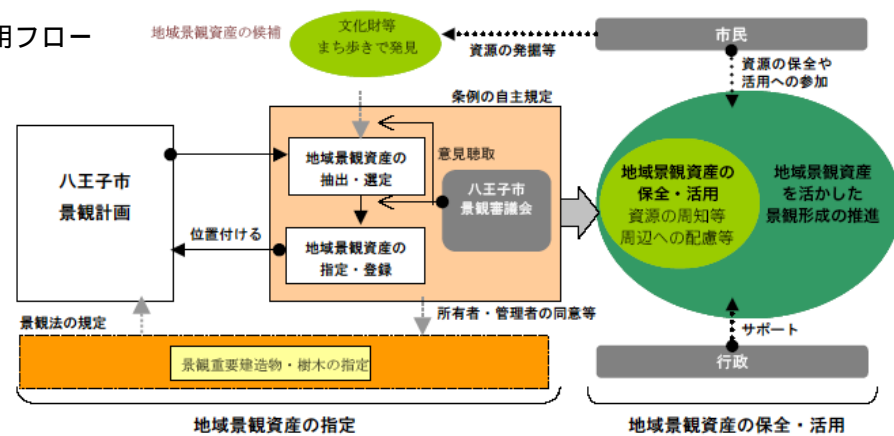 用フロー
地域景観資産の候補
文化財等
まち歩きで発見
資源の発掘等
市民
資源の保全や
活用への参加
条例の自主規定
八王子市
景観計画
地域景観資産の
抽出・選定
意見聴取
八王子市
景観審議会
位置付ける
地域景観資産の
指定・登録
地域景観資産の
保全・活用
資源の周知等
周辺への配慮等
地域景観資産
を活かした
景観形成の推進
景観法の規定
所有者・管理者の同意等
サポート
景観重要建造物・樹木の指定
行政
地域景観資産の指定
地域景観資産の保全・活用